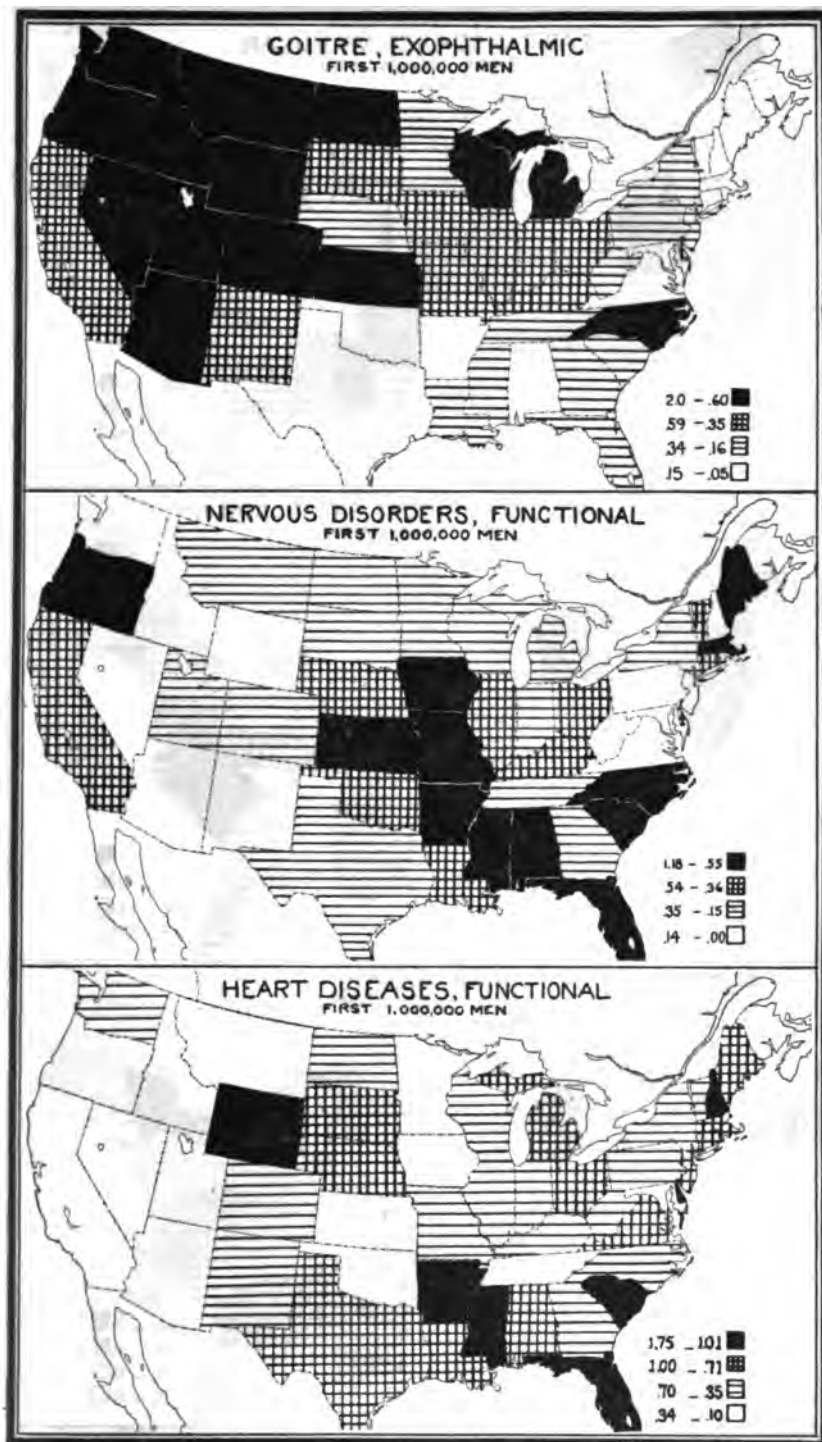 GOITRE, EXOPHTHALMIC
FIRST 1,000,000 MEN
2.0 - .60
.59 - .35
.34 - .16
.15 - .05
NERVOUS DISORDERS, FUNCTIONAL
FIRST 1,000,000 MEN
1.18 - .55
.54 - .36
.35 - .15
.14 - .00
HEART DISEASES, FUNCTIONAL
FIRST 1,000,000 MEN
1.75 - 1.01
1.00 - .71
.70 - .35
.34 - .10